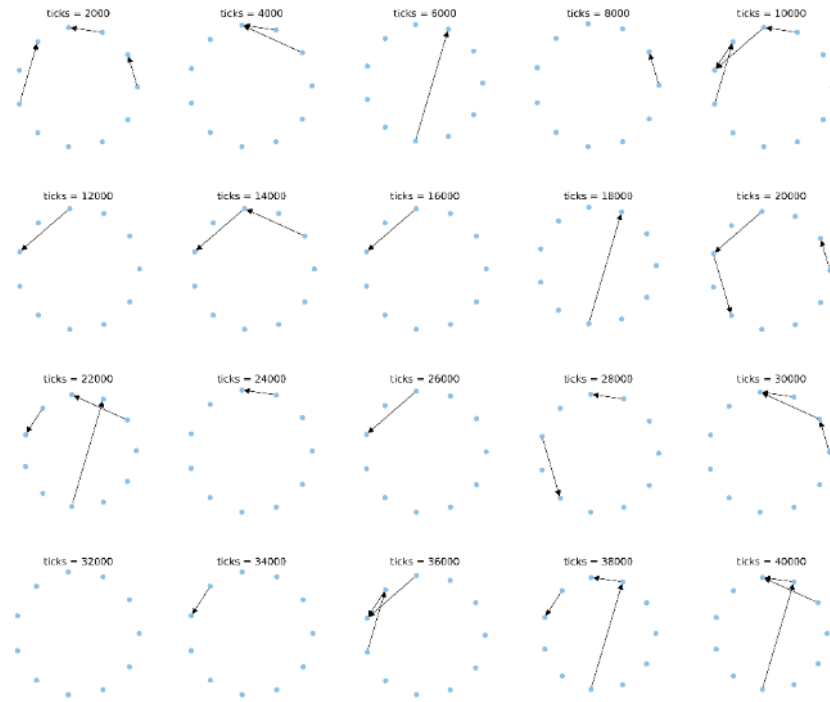 ticks = 2000
ticks = 4000
ticks = 6000
ticks = 8000
ticks = 10000
ticks = 12000
ticks = 14000
ticks = 16000
ticks = 18000
ticks = 20000
ticks = 22000
ticks = 24000
ticks = 26000
ticks = 28000
ticks = 30000
ticks = 32000
ticks = 34000
ticks = 36000
ticks = 38000
ticks = 40000